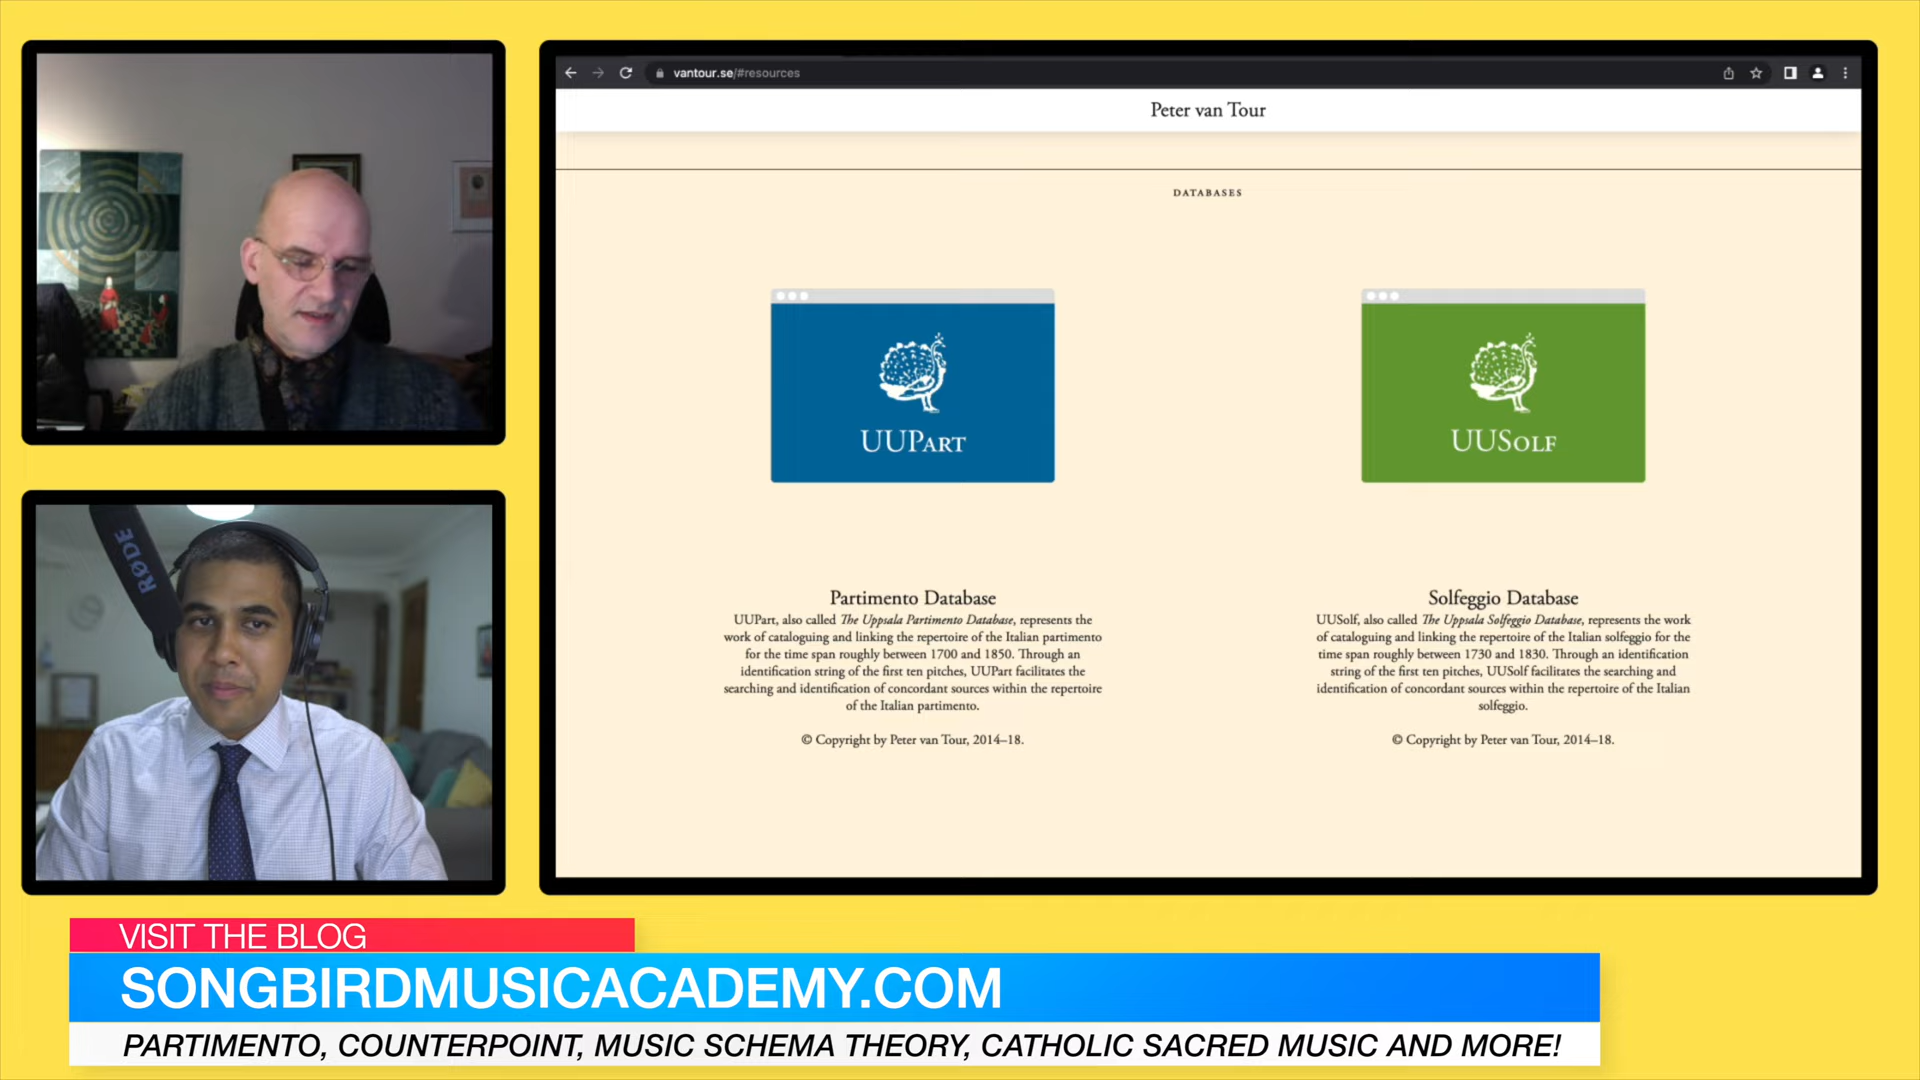 RØDE
vantour.se/#resources
Peter van Tour
DATABASES
UUPART
UUSOLF
Partimento Database
UUPart, also called The Uppsala Partimento Database, represents the
work of cataloguing and linking the repertoire of the Italian partimento
for the time span roughly between 1700 and 1850. Through an
identification string of the first ten pitches, UUPart facilitates the
searching and identification of concordant sources within the repertoire
of the Italian partimento.
© Copyright by Peter van Tour, 2014–18.
Solfeggio Database
UUSolf, also called The Uppsala Solfeggio Database, represents the work
of cataloguing and linking the repertoire of the Italian solfeggio for the
time span roughly between 1730 and 1830. Through an identification
string of the first ten pitches, UUSolf facilitates the searching and
identification of concordant sources within the repertoire of the Italian
solfeggio.
© Copyright by Peter van Tour, 2014–18.
VISIT THE BLOG
SONGBIRDMUSICACADEMY.COM
PARTIMENTO, COUNTERPOINT, MUSIC SCHEMA THEORY, CATHOLIC SACRED MUSIC AND MORE!